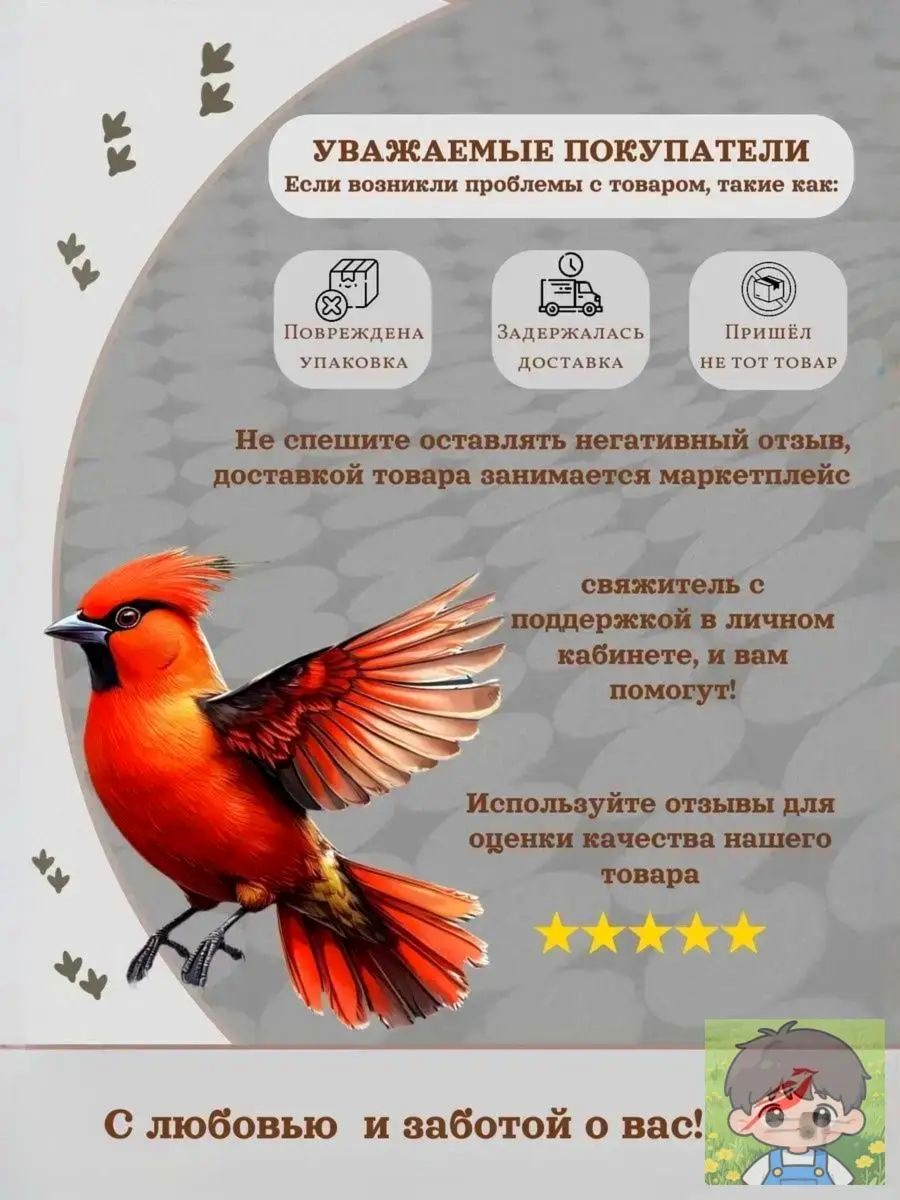 УВАЖАЕМЫЕ ПОКУПАТЕЛИ
Если возникли проблемы с товаром, такие как:
Повреждена
упаковка
Задержалась
доставка
Пришёл
не тот товар
Не спешите оставлять негативный отзыв,
доставкой товара занимается маркетплейс
свяжитель с
поддержкой в личном
кабинете, и вам
помогут!
Используйте отзывы для
оценки качества нашего
товара
С любовью и заботой о вас!